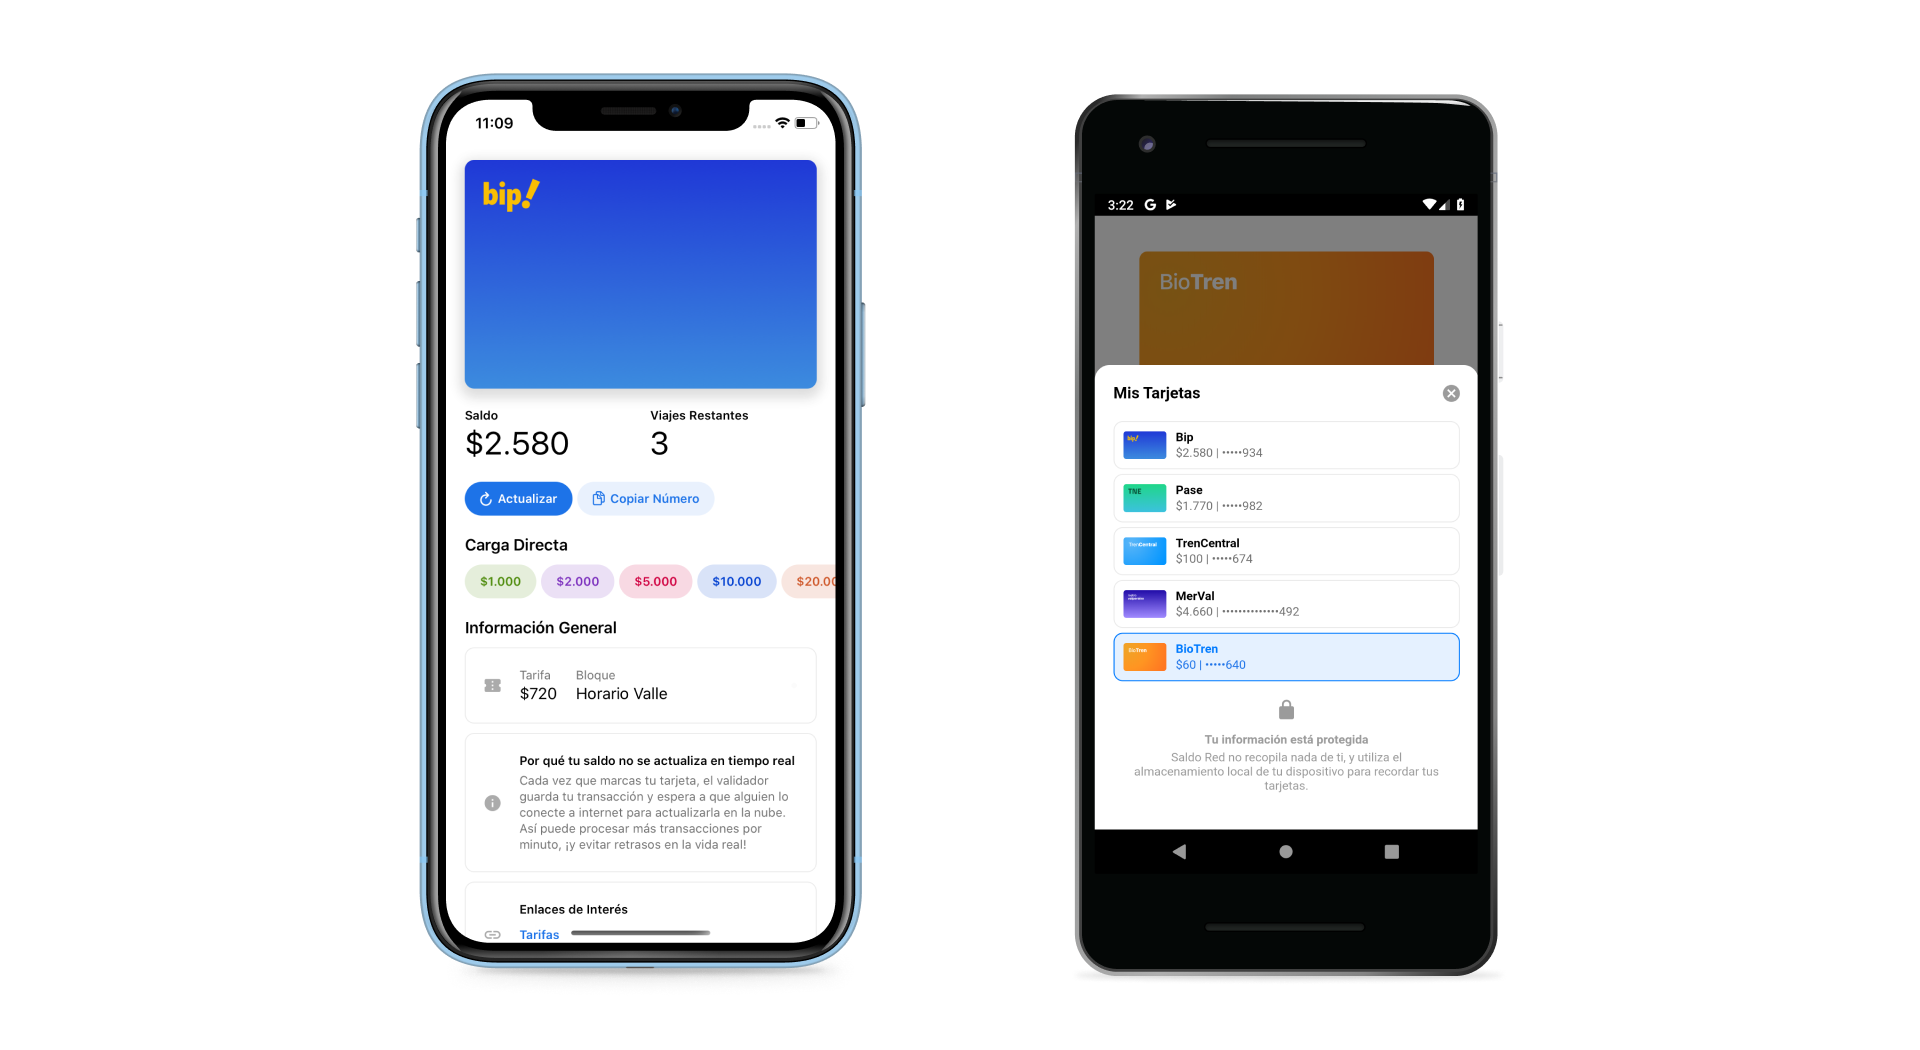 11:09
bip!
Saldo
$2.580
Viajes Restantes
3
Actualizar
Copiar Número
Carga Directa
$1.000
$2.000
$5.000
$10.000
$20.00
Información General
Tarifa
$720
Bloque
Horario Valle
Por qué tu saldo no se actualiza en tiempo real
Cada vez que marcas tu tarjeta, el validador
guarda tu transacción y espera a que alguien lo
conecte a internet para actualizarla en la nube.
Así puede procesar más transacciones por
minuto, ¡y evitar retrasos en la vida real!
Enlaces de Interés
Tarifas
3:22 G
BioTren
Mis Tarjetas
bip!
Bip
$2.580 | •••••934
TNE
Pase
$1.770 | •••••982
TrenCentral
TrenCentral
$100 | •••••674
MerVal
$4.660 | ••••••••••••••492
BioTren
BioTren
$60 | •••••640
Tu información está protegida
Saldo Red no recopila nada de ti, y utiliza el
almacenamiento local de tu dispositivo para recordar tus
tarjetas.